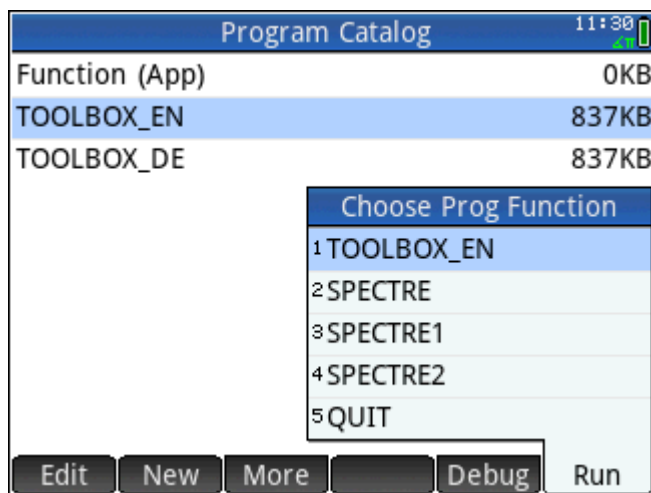 Program Catalog 11:30
∡π
Function (App) 0KB
TOOLBOX_EN 837KB
TOOLBOX_DE 837KB
Choose Prog Function
1 TOOLBOX_EN
2 SPECTRE
3 SPECTRE1
4 SPECTRE2
5 QUIT
Edit New More Debug Run